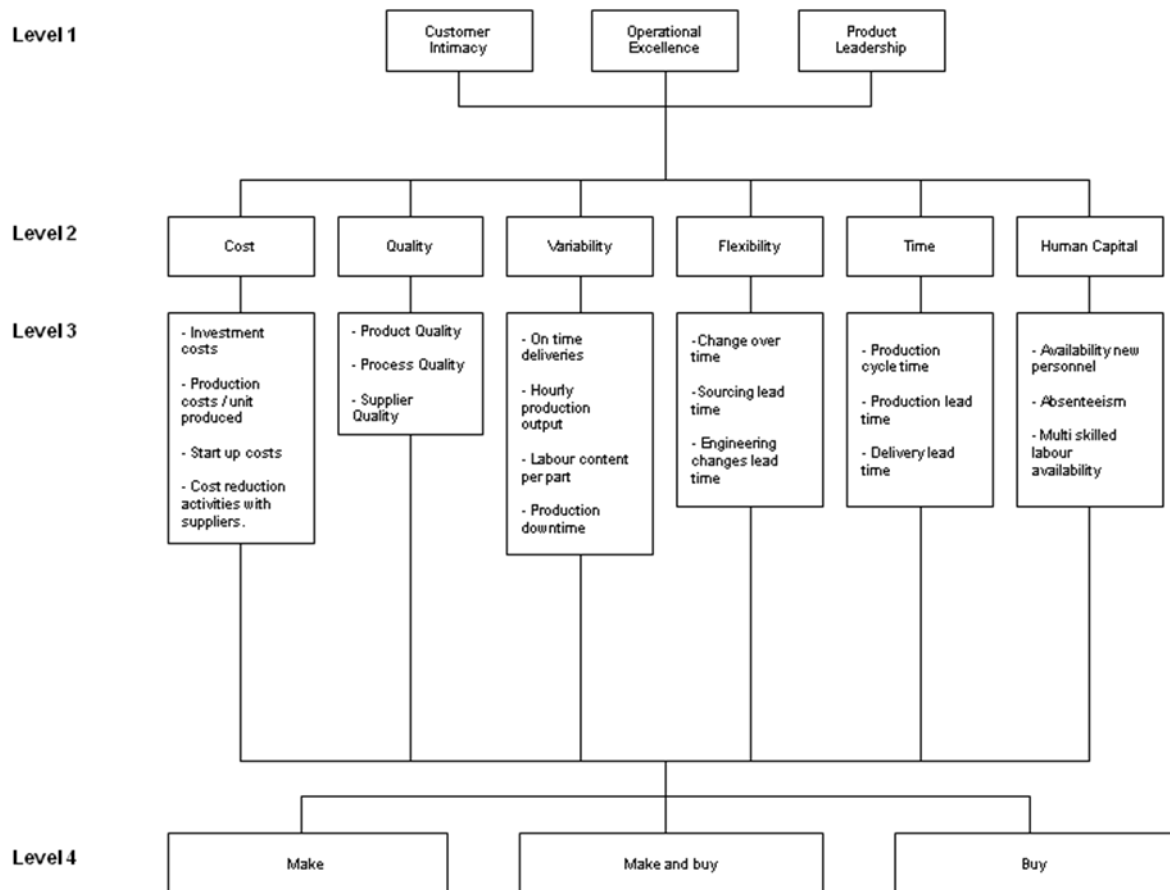 Level 1
Customer
Intimacy
Operational
Excellence
Product
Leadership
Level 2
Cost
Quality
Variability
Flexibility
Time
Human Capital
Level 3
- Investment
costs
- Production
costs / unit
produced
- Start up costs
- Cost reduction
activities with
suppliers.
- Product Quality
- Process Quality
- Supplier
Quality
- On time
deliveries
- Hourly
production
output
- Labour content
per part
- Production
downtime
-Change over
time
-Sourcing lead
time
- Engineering
changes lead
time
- Production
cycle time
- Production lead
time
- Delivery lead
time
- Availability new
personnel
- Absenteeism
- Multi skilled
labour
availability
Level 4
Make
Make and buy
Buy